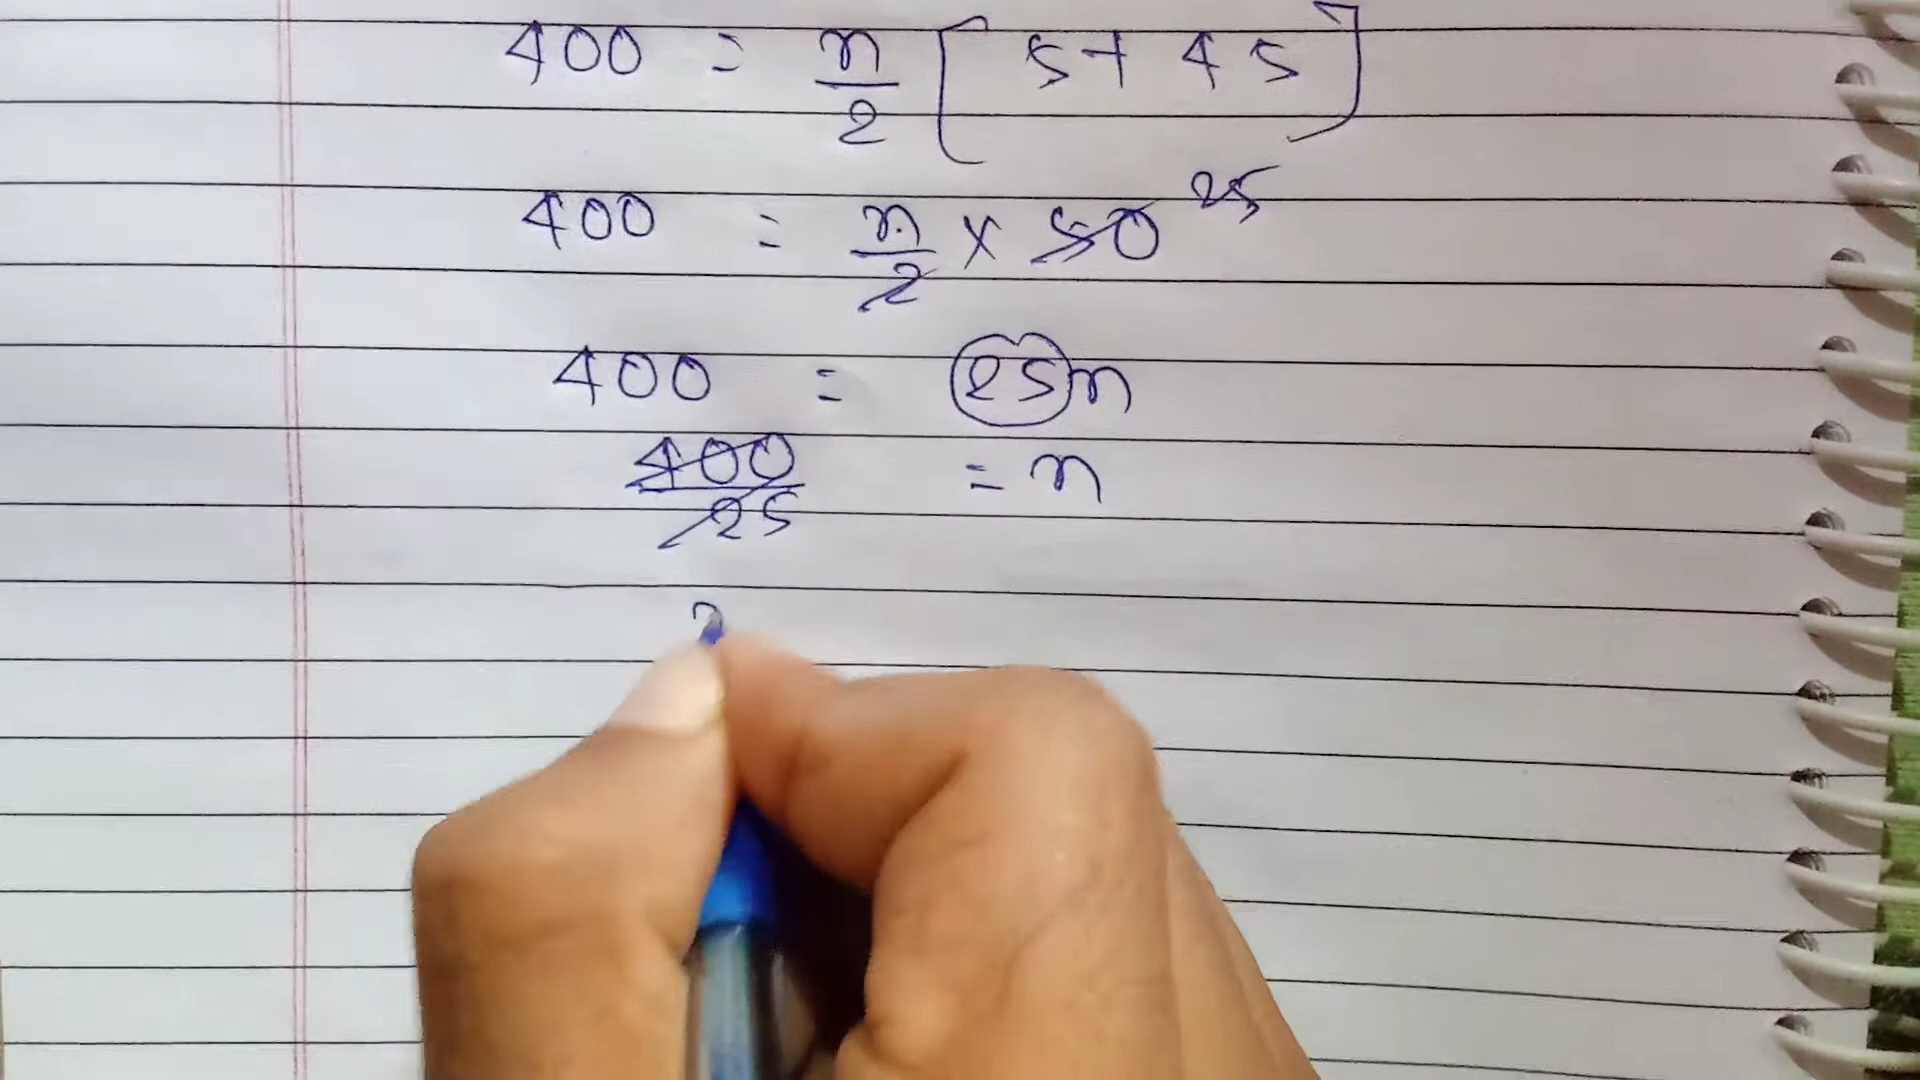 400 = n/2 [5+45]
400 = n/2 × 50 25
400 = 25n
400/25 = n